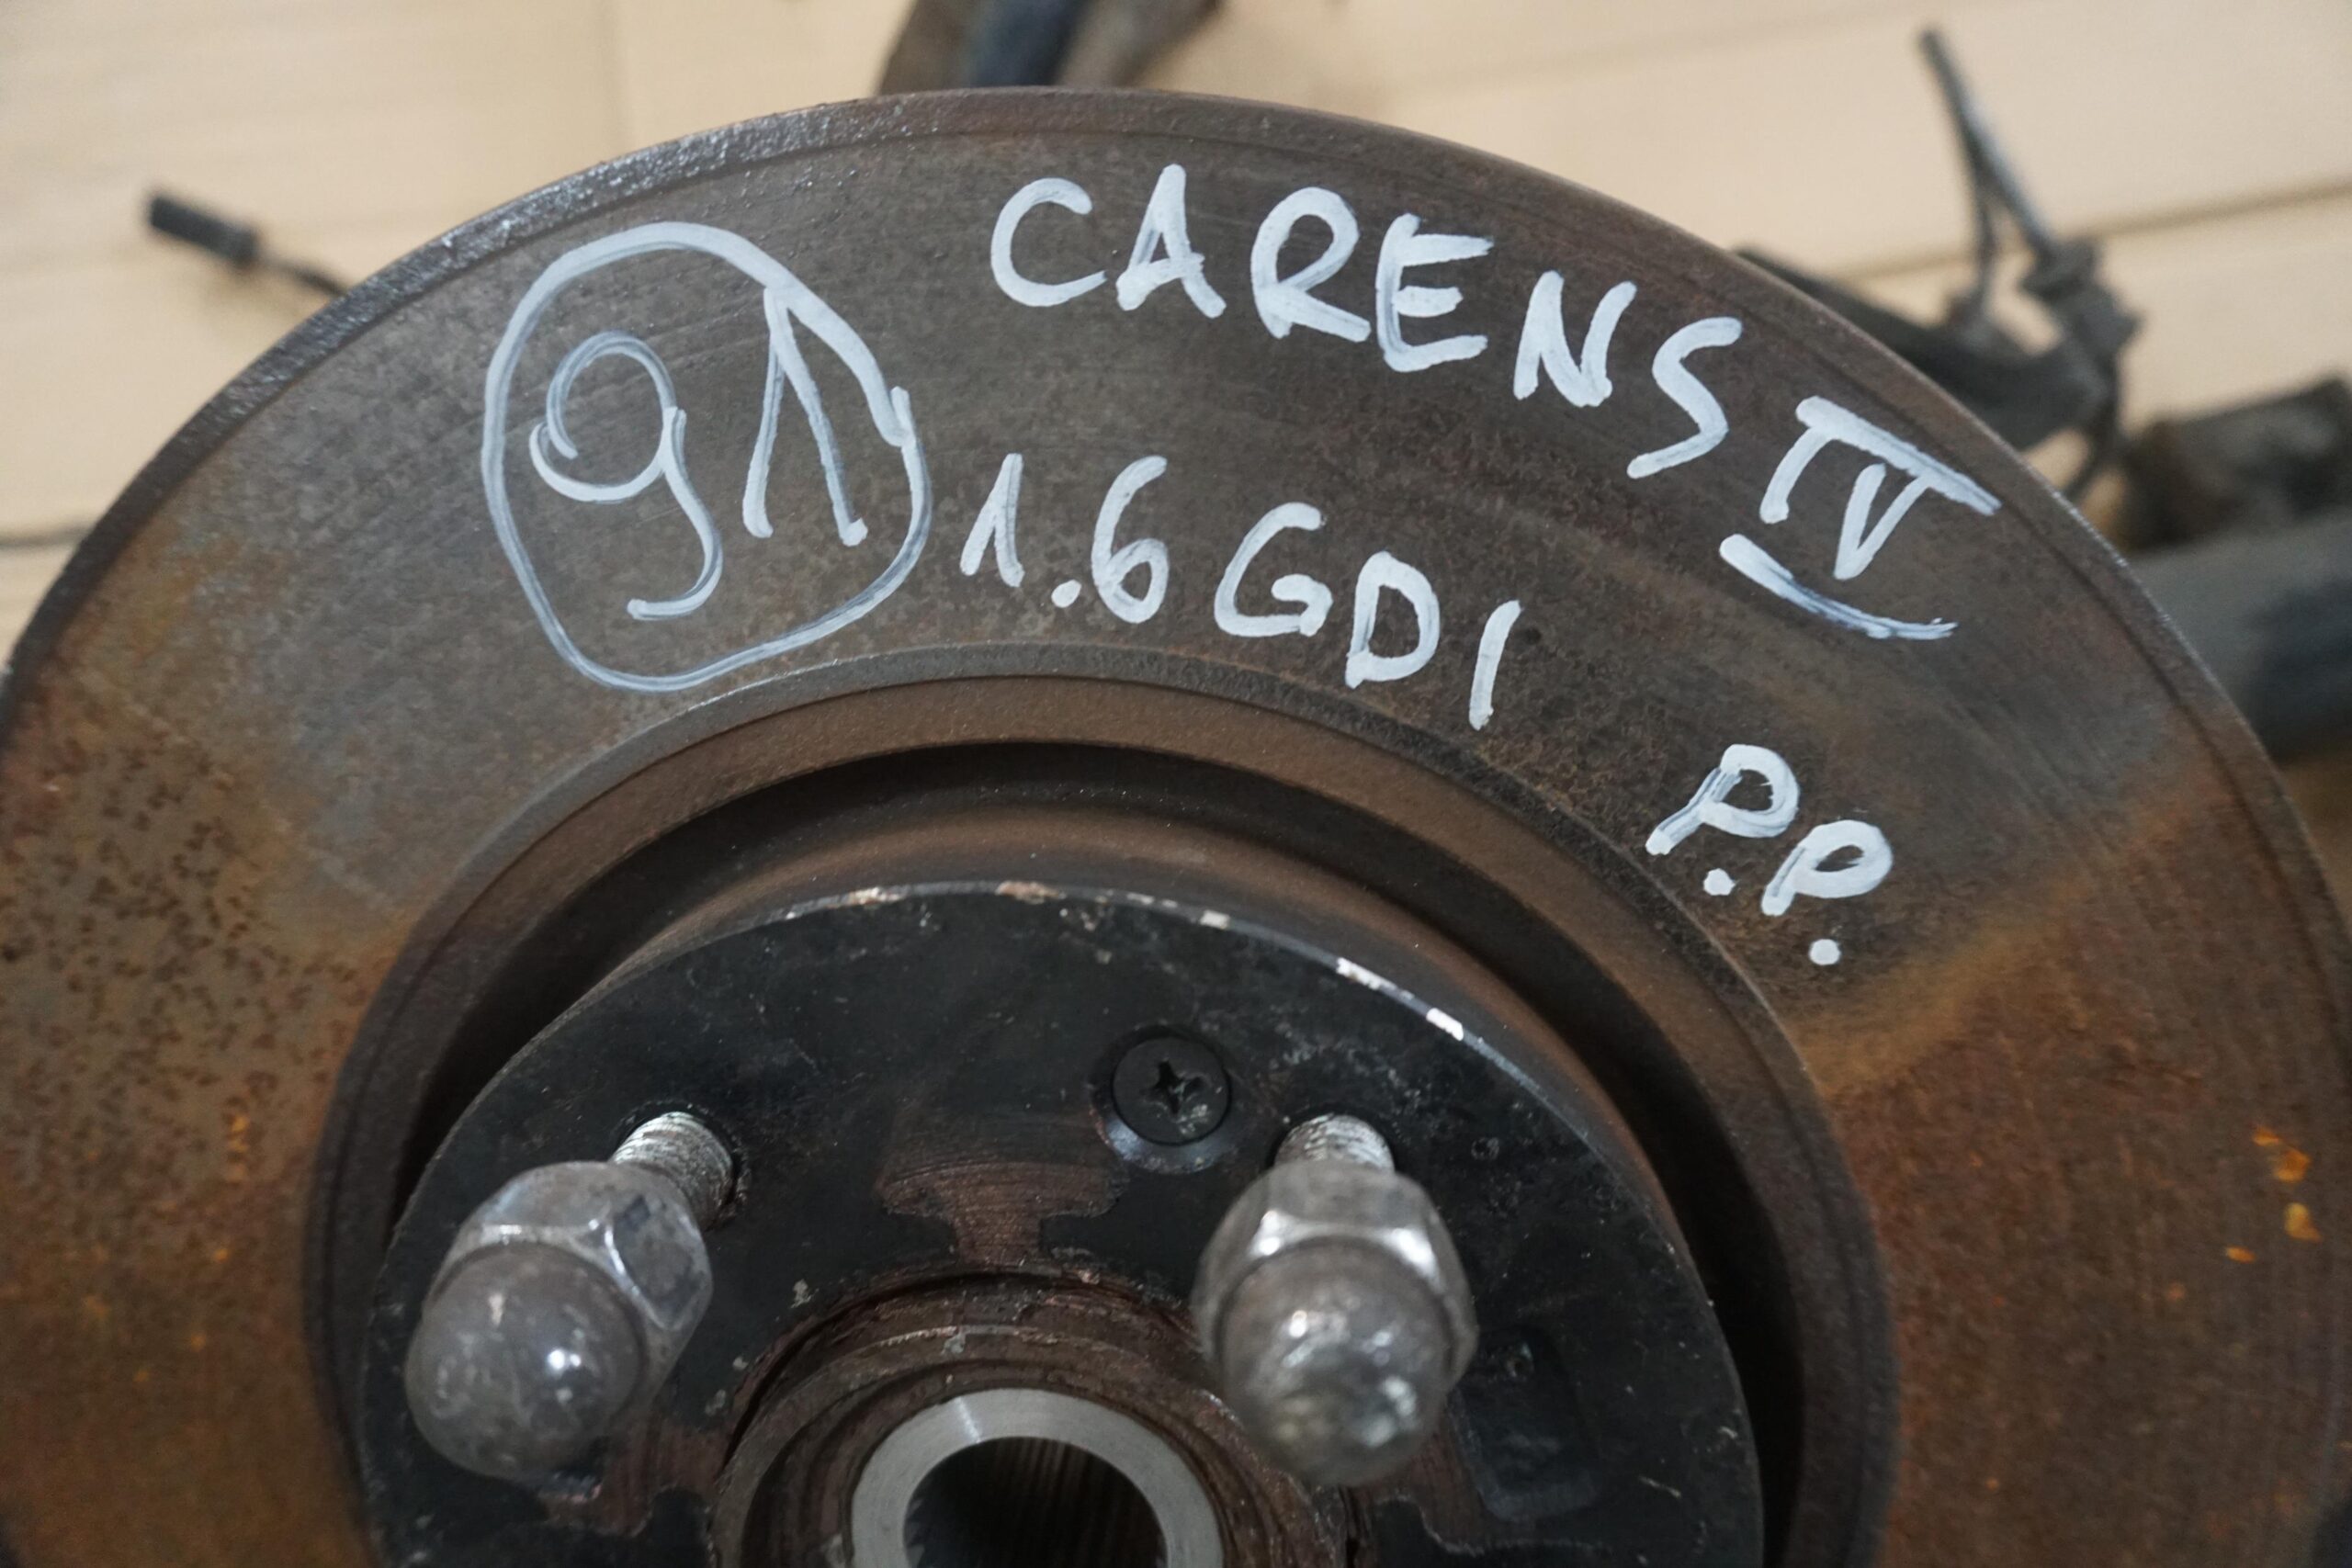 91
CARENS IV
1.6 GDI
P.P.